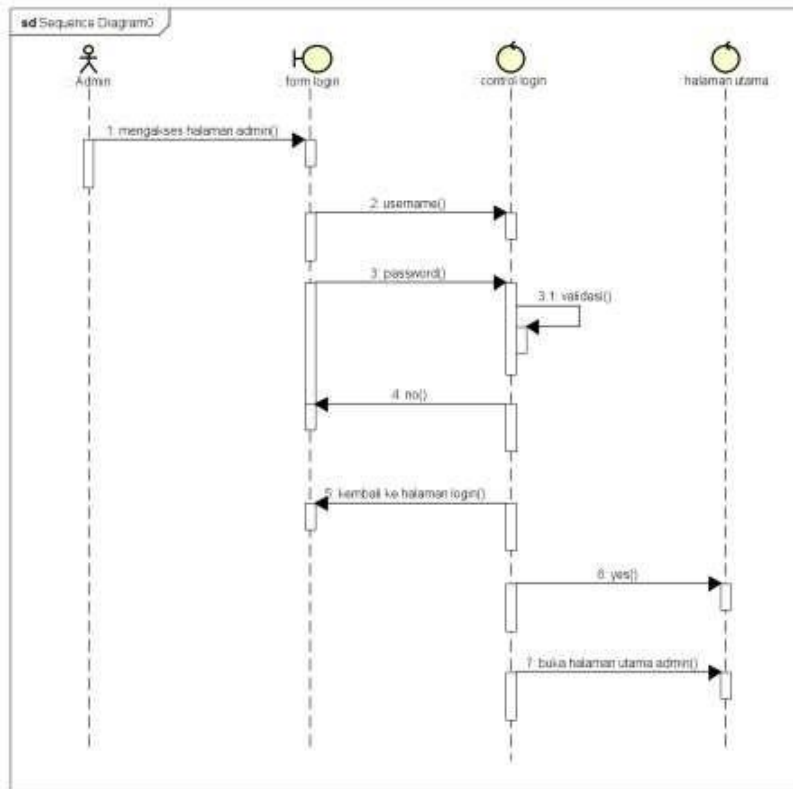 sd Sequence Diagram0
Admin
form login
control login
halaman utama
1: mengakses halaman admin()
2: username()
3: password()
3.1: validasi()
4: no()
5: kembali ke halaman login()
6: yes()
7: buka halaman utama admin()